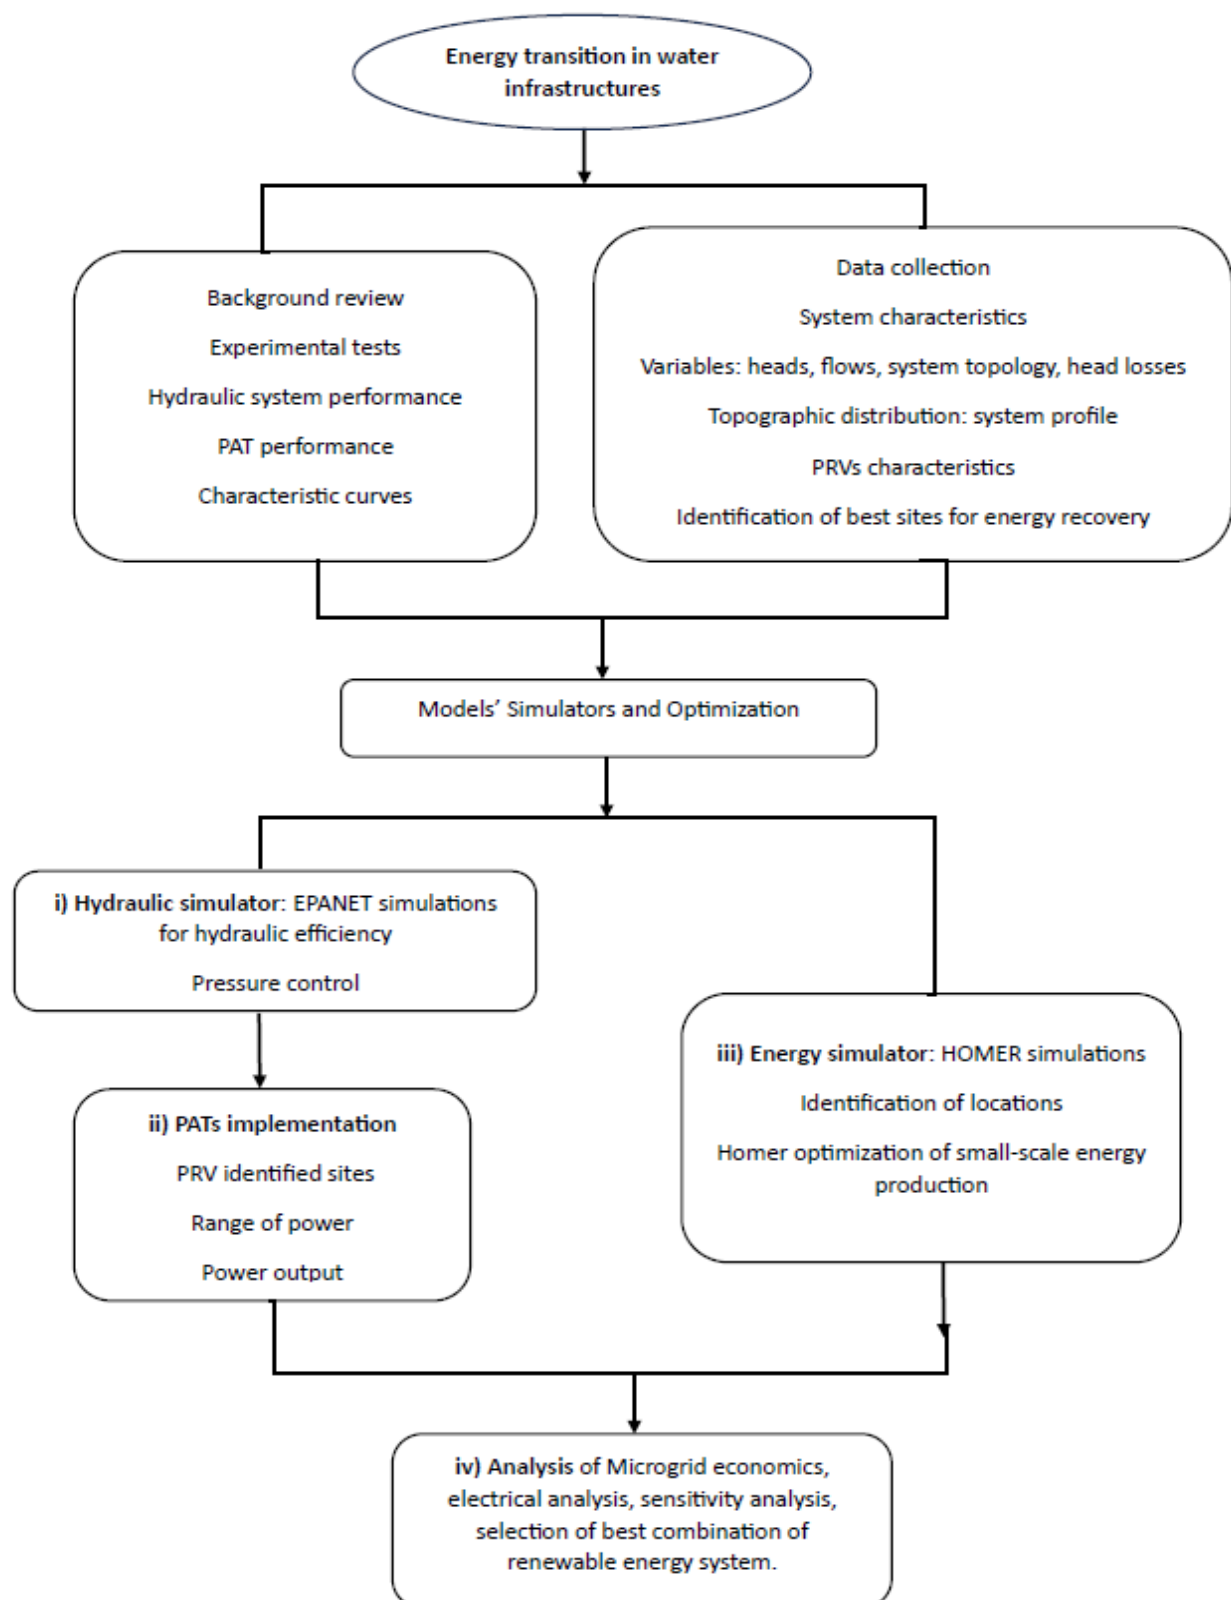 Energy transition in water
infrastructures
Background review
Experimental tests
Hydraulic system performance
PAT performance
Characteristic curves
Data collection
System characteristics
Variables: heads, flows, system topology, head losses
Topographic distribution: system profile
PRVs characteristics
Identification of best sites for energy recovery
Models’ Simulators and Optimization
i) Hydraulic simulator: EPANET simulations
for hydraulic efficiency
Pressure control
ii) PATs implementation
PRV identified sites
Range of power
Power output
iii) Energy simulator: HOMER simulations
Identification of locations
Homer optimization of small-scale energy
production
iv) Analysis of Microgrid economics,
electrical analysis, sensitivity analysis,
selection of best combination of
renewable energy system.